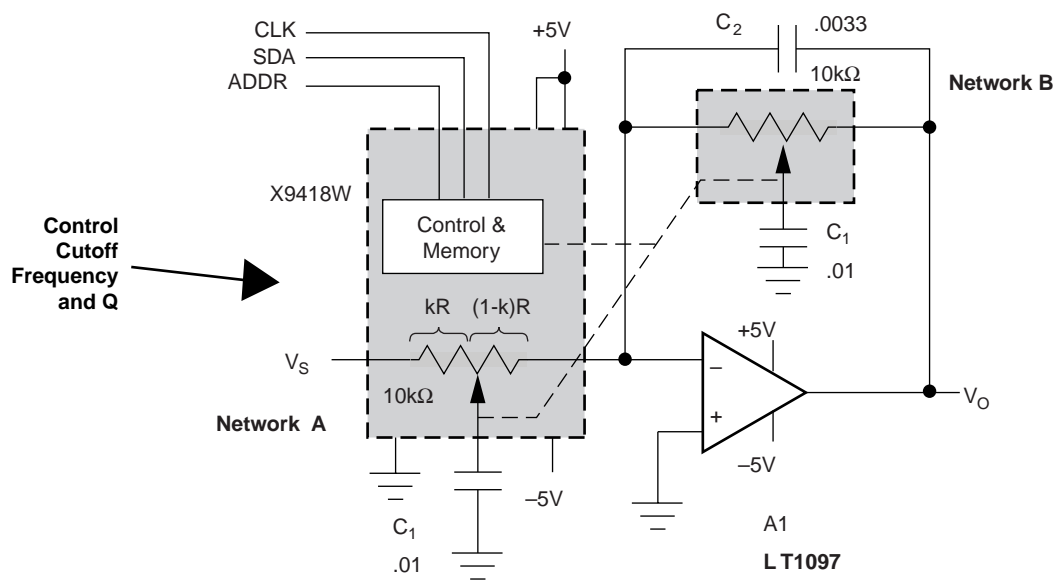 CLK
SDA
ADDR
+5V
C2
.0033
10kΩ
Network B
X9418W
Control &
Memory
C1
.01
Control
Cutoff
Frequency
and Q
kR
(1-k)R
VS
10kΩ
Network A
–5V
C1
.01
+5V
–
+
–5V
VO
A1
LT1097